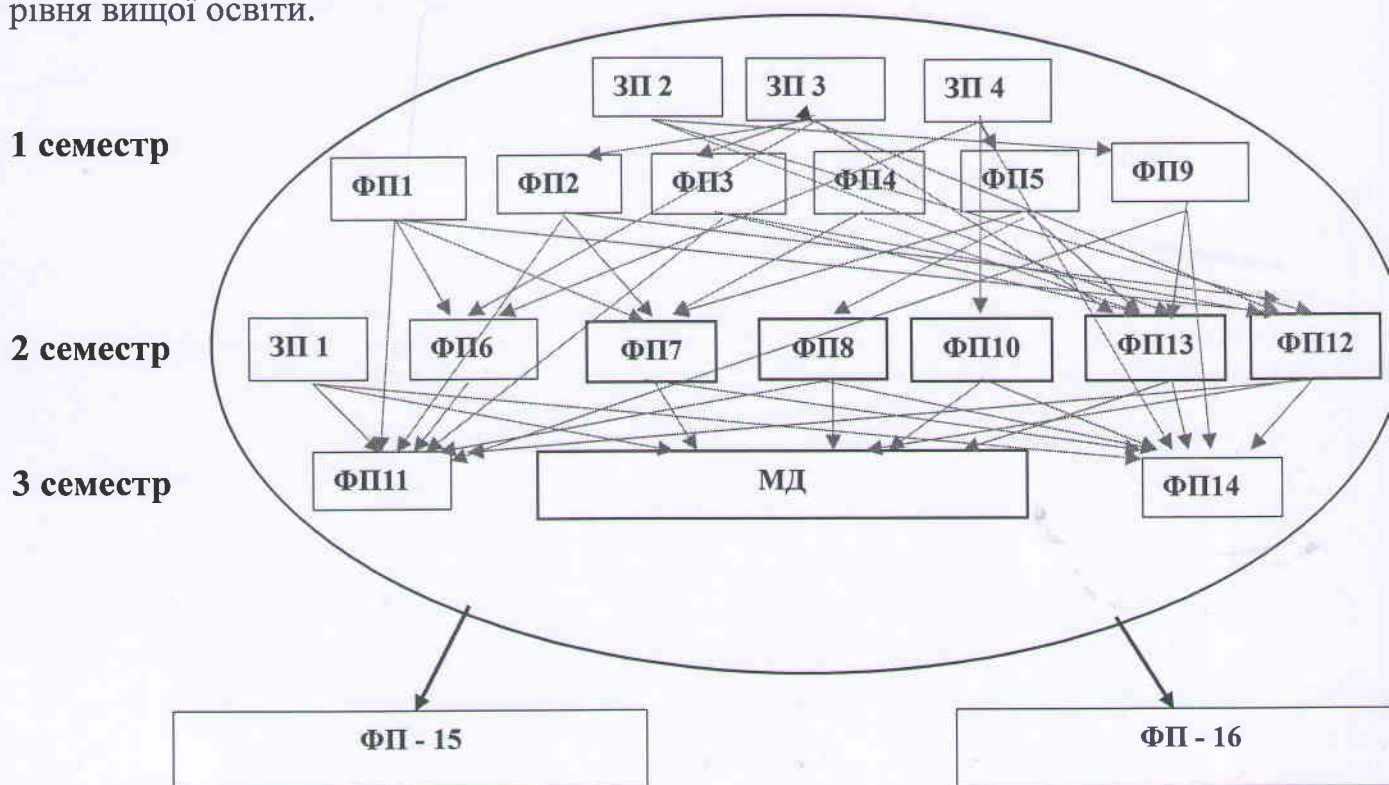 рівня вищої освіти.
ЗП 2 ЗП 3 ЗП 4
1 семестр
ФП1 ФП2 ФП3 ФП4 ФП5 ФП9
2 семестр
ЗП 1 ФП6 ФП7 ФП8 ФП10 ФП13 ФП12
3 семестр
ФП11 МД ФП14
ФП - 15 ФП - 16